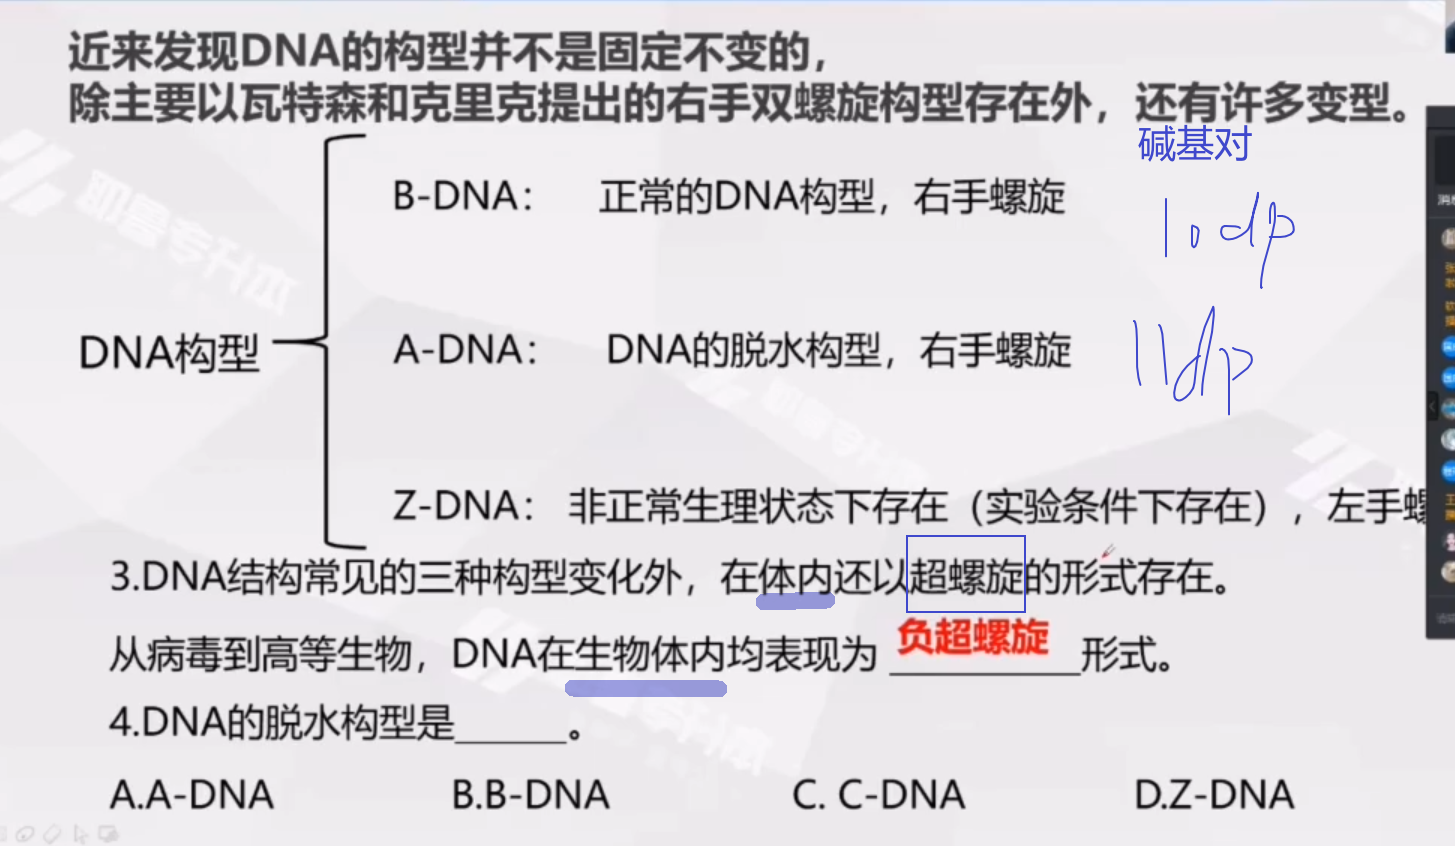 近来发现DNA的构型并不是固定不变的，
除主要以瓦特森和克里克提出的右手双螺旋构型存在外，还有许多变型。
碱基对
B-DNA： 正常的DNA构型，右手螺旋
10dp
DNA构型
A-DNA： DNA的脱水构型，右手螺旋
11dp
Z-DNA： 非正常生理状态下存在（实验条件下存在），左手螺
3.DNA结构常见的三种构型变化外，在体内还以超螺旋的形式存在。
从病毒到高等生物，DNA在生物体内均表现为 负超螺旋 形式。
4.DNA的脱水构型是______。
A.A-DNA B.B-DNA C. C-DNA D.Z-DNA